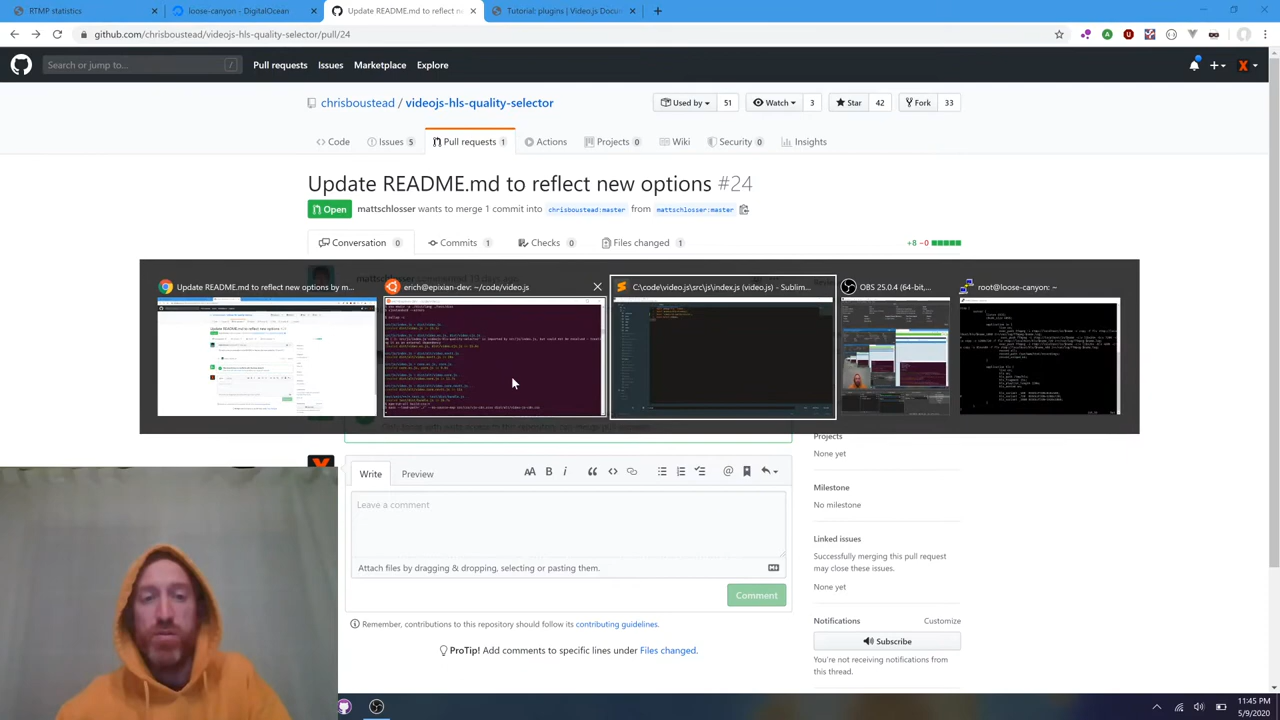 RTMP statistics
loose-canyon - DigitalOcean
Update README.md to reflect n
Tutorial: plugins | Video.js Docum
github.com/chrisboustead/videojs-hls-quality-selector/pull/24
Search or jump to...
Pull requests
Issues
Marketplace
Explore
chrisboustead / videojs-hls-quality-selector
Used by 51
Watch 3
Star 42
Fork 33
Code
Issues 5
Pull requests 1
Actions
Projects 0
Wiki
Security 0
Insights
Update README.md to reflect new options #24
Open
mattschlosser wants to merge 1 commit into chrisboustead:master from mattschlosser:master
Conversation 0
Commits 1
Checks 0
Files changed 1
+8 −0
Update README.md to reflect new options by m...
erich@epixian-dev: ~/code/video.js
C:\code\video.js\src\js\index.js (video.js) - Sublim...
OBS 25.0.4 (64-bit,...
root@loose-canyon: ~
Projects
None yet
Milestone
No milestone
Linked issues
Successfully merging this pull request
may close these issues.
None yet
Write
Preview
Leave a comment
Attach files by dragging & dropping, selecting or pasting them.
Comment
Remember, contributions to this repository should follow its contributing guidelines.
ProTip! Add comments to specific lines under Files changed.
Notifications
Customize
Subscribe
You're not receiving notifications from
this thread.
11:45 PM
5/9/2020